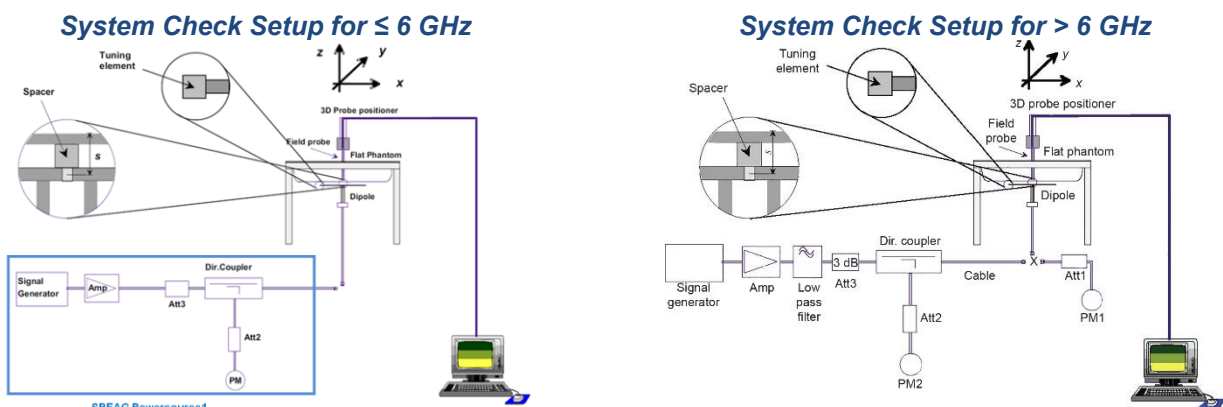 System Check Setup for ≤ 6 GHz
Tuning
element
z
y
x
Spacer
s
3D Probe positioner
Field probe
Flat Phantom
Dipole
Signal
Generator
Amp
Att3
Dir.Coupler
Att2
PM
SPEAG Powersource1
System Check Setup for > 6 GHz
Tuning
element
z
y
x
Spacer
s
3D probe positioner
Field
probe
Flat phantom
Dipole
Signal
generator
Amp
Low
pass
filter
3 dB
Att3
Dir. coupler
Cable
X
Att1
PM1
Att2
PM2